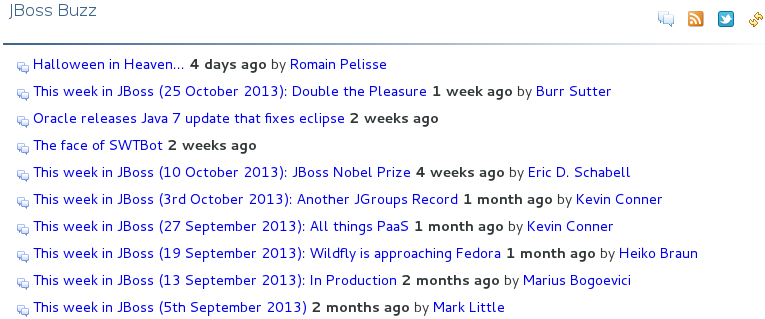 JBoss Buzz
Halloween in Heaven... 4 days ago by Romain Pelisse
This week in JBoss (25 October 2013): Double the Pleasure 1 week ago by Burr Sutter
Oracle releases Java 7 update that fixes eclipse 2 weeks ago
The face of SWTBot 2 weeks ago
This week in JBoss (10 October 2013): JBoss Nobel Prize 4 weeks ago by Eric D. Schabell
This week in JBoss (3rd October 2013): Another JGroups Record 1 month ago by Kevin Conner
This week in JBoss (27 September 2013): All things PaaS 1 month ago by Kevin Conner
This week in JBoss (19 September 2013): Wildfly is approaching Fedora 1 month ago by Heiko Braun
This week in JBoss (13 September 2013): In Production 2 months ago by Marius Bogoevici
This week in JBoss (5th September 2013) 2 months ago by Mark Little